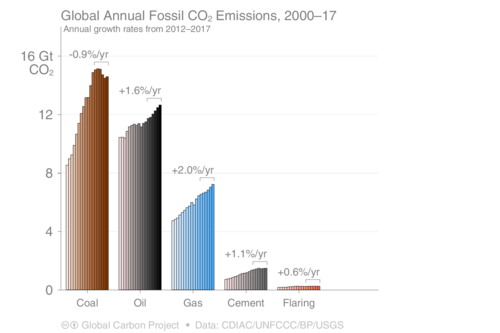 Global Annual Fossil CO₂ Emissions, 2000–17
Annual growth rates from 2012–2017
16 Gt
CO₂
12
8
4
0
-0.9%/yr
+1.6%/yr
+2.0%/yr
+1.1%/yr
+0.6%/yr
Coal Oil Gas Cement Flaring
Global Carbon Project • Data: CDIAC/UNFCCC/BP/USGS